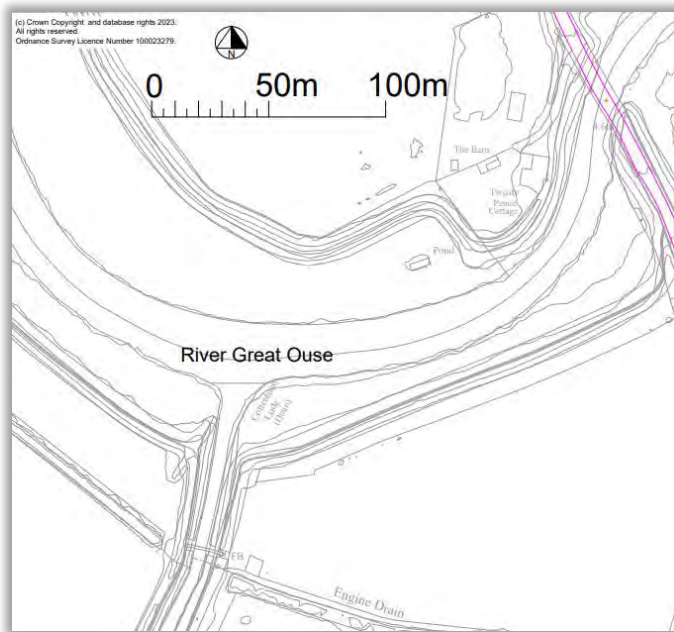 (c) Crown Copyright and database rights 2023.
All rights reserved.
Ordnance Survey Licence Number 100023279.
N
0 50m 100m
Tile Barn
Twenty
Pence
Cottage
Pond
River Great Ouse
Lode
FB
Engine Drain